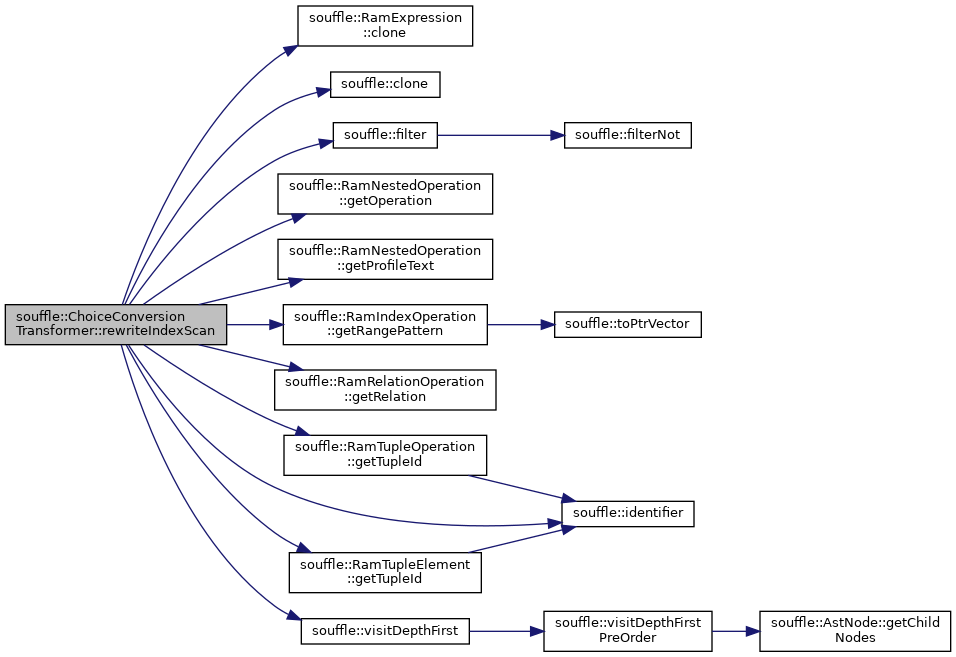 souffle::RamExpression
::clone
souffle::clone
souffle::filter
souffle::filterNot
souffle::RamNestedOperation
::getOperation
souffle::RamNestedOperation
::getProfileText
souffle::ChoiceConversion
Transformer::rewriteIndexScan
souffle::RamIndexOperation
::getRangePattern
souffle::toPtrVector
souffle::RamRelationOperation
::getRelation
souffle::RamTupleOperation
::getTupleId
souffle::identifier
souffle::RamTupleElement
::getTupleId
souffle::visitDepthFirst
souffle::visitDepthFirst
PreOrder
souffle::AstNode::getChild
Nodes